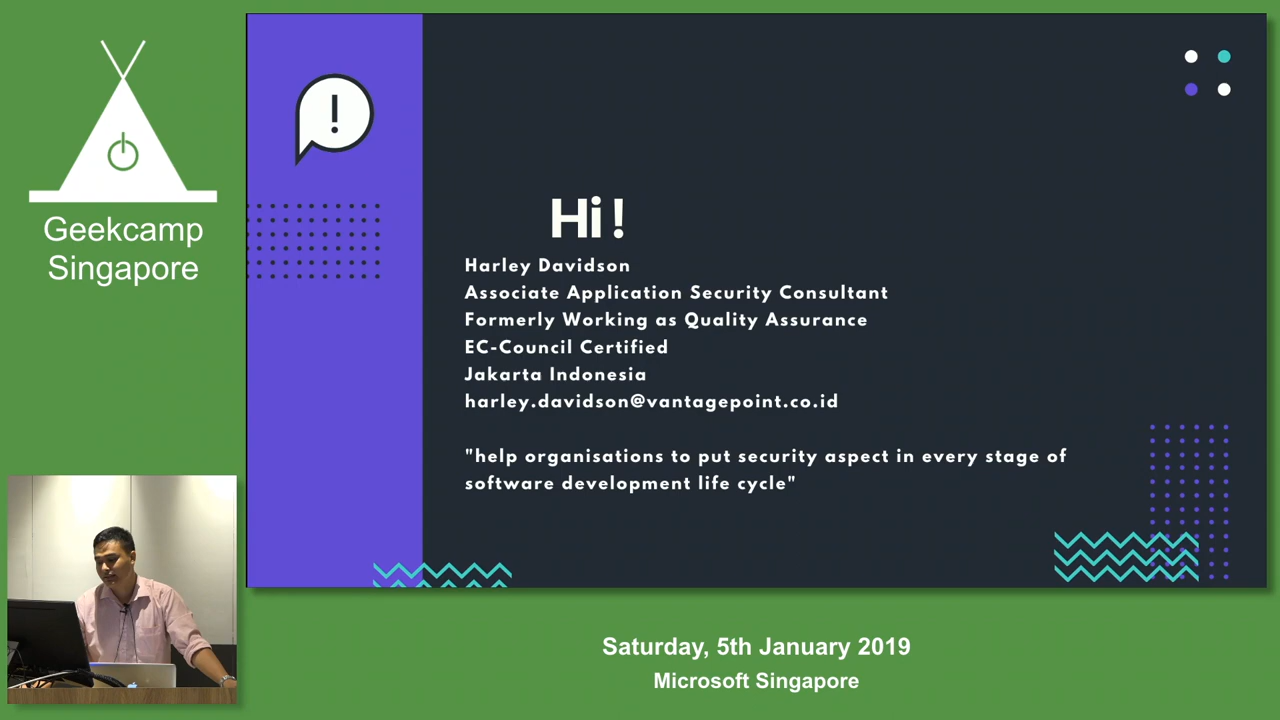 Geekcamp
Singapore
!
Hi !
Harley Davidson
Associate Application Security Consultant
Formerly Working as Quality Assurance
EC-Council Certified
Jakarta Indonesia
harley.davidson@vantagepoint.co.id
"help organisations to put security aspect in every stage of
software development life cycle"
Saturday, 5th January 2019
Microsoft Singapore